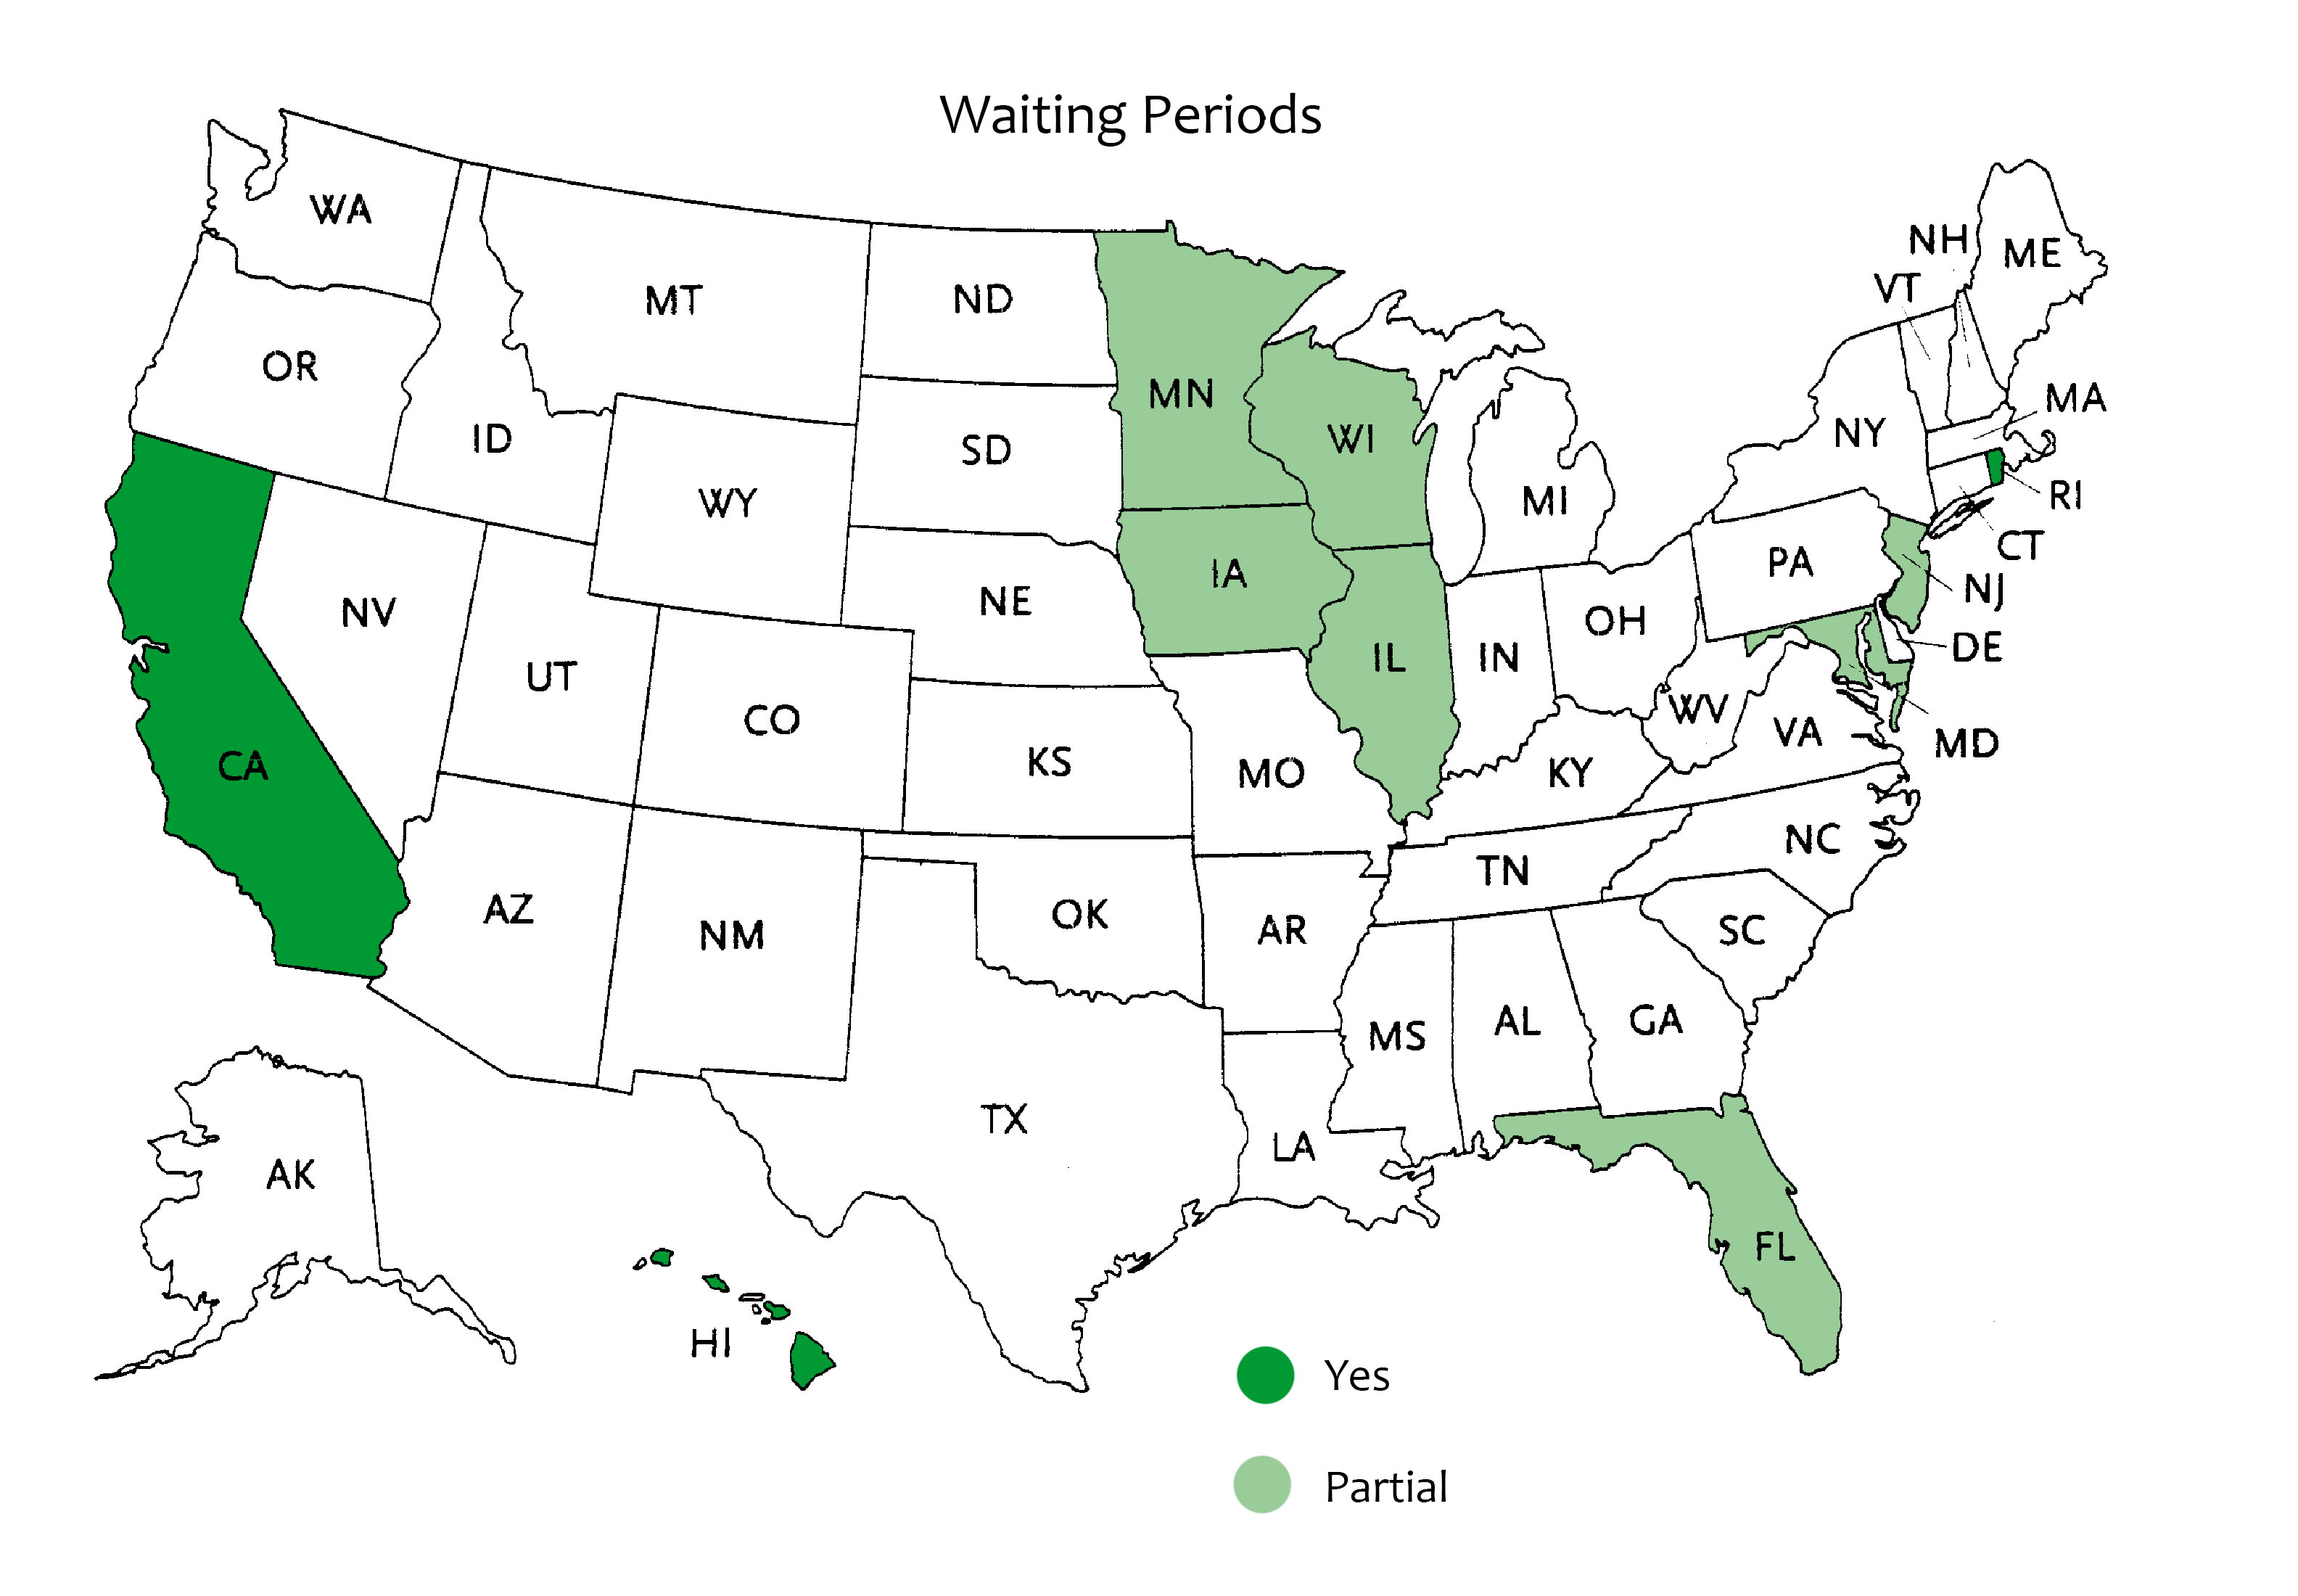 Waiting Periods
WA
OR
CA
ID
NV
MT
WY
UT
CO
AZ
NM
ND
SD
NE
KS
OK
TX
MN
IA
MO
AR
LA
WI
IL
MI
IN
OH
KY
TN
MS
AL
GA
FL
SC
NC
VA
WV
PA
NY
VT
NH
ME
MA
RI
CT
NJ
DE
MD
AK
HI
Yes
Partial